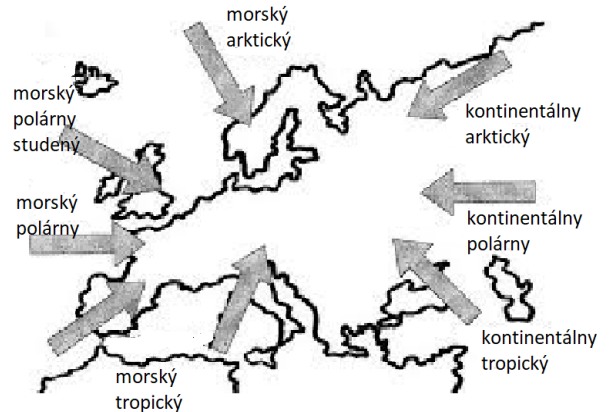 morský
arktický
morský
polárny
studený
kontinentálny
arktický
morský
polárny
kontinentálny
polárny
kontinentálny
tropický
morský
tropický